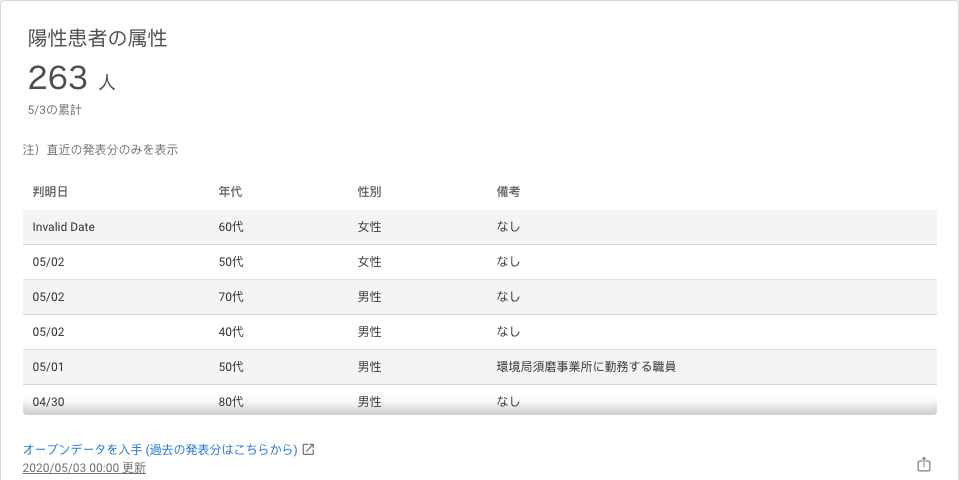 陽性患者の属性
263 人
5/3の累計
注）直近の発表分のみを表示
判明日 年代 性別 備考
Invalid Date 60代 女性 なし
05/02 50代 女性 なし
05/02 70代 男性 なし
05/02 40代 男性 なし
05/01 50代 男性 環境局須磨事業所に勤務する職員
04/30 80代 男性 なし
オープンデータを入手 (過去の発表分はこちらから)
2020/05/03 00:00 更新